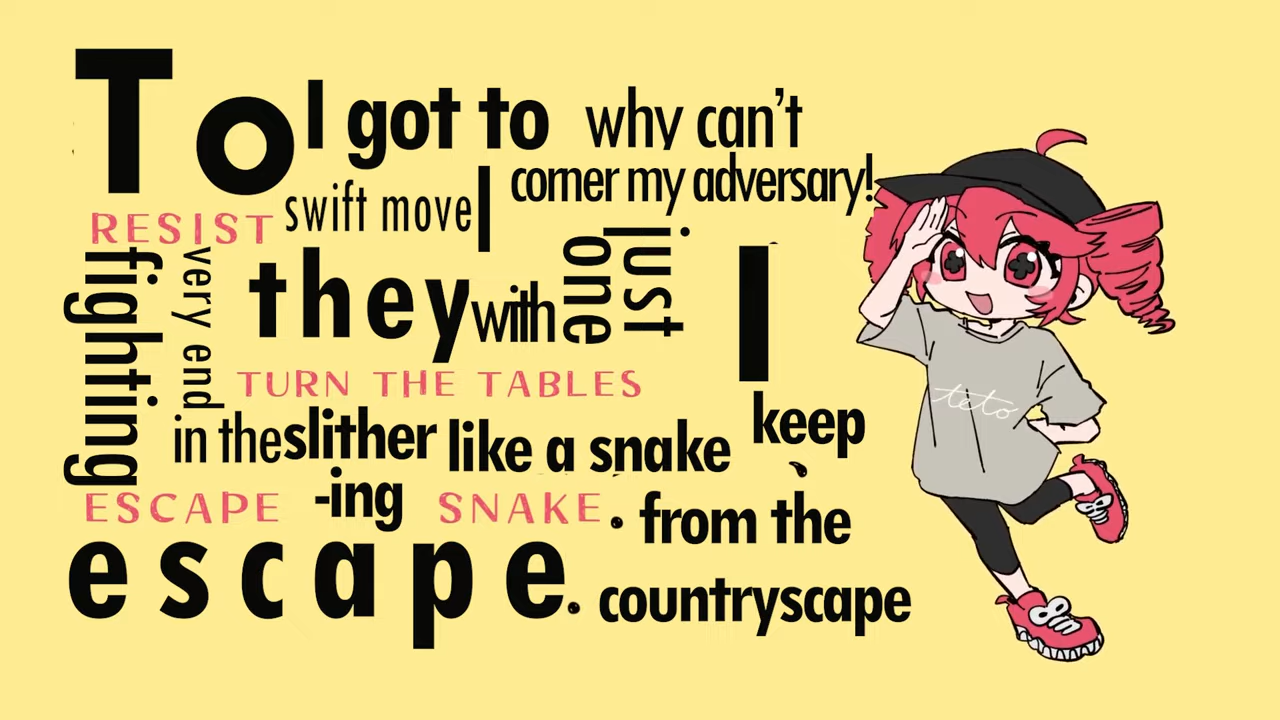 To
I got to
why can't
corner my adversary!
swift move
I
RESIST
fighting
very end
they
with
one
just
I
TURN THE TABLES
keep
in the
slither
like a snake
-ing
ESCAPE
SNAKE
from the
escape
countryscape
teto